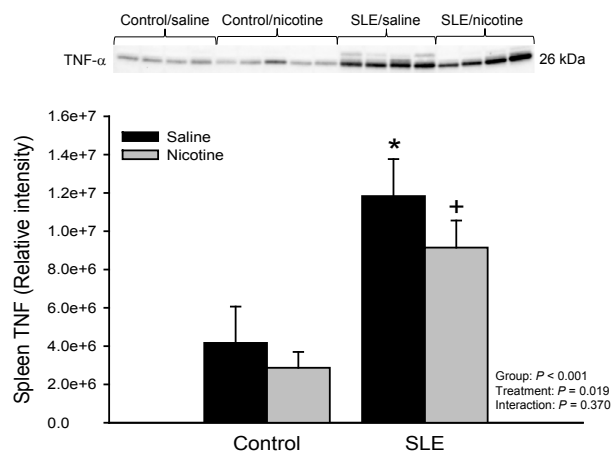 Control/saline Control/nicotine SLE/saline SLE/nicotine
TNF-α 26 kDa
1.6e+7
1.4e+7
1.2e+7
1.0e+7
8.0e+6
6.0e+6
4.0e+6
2.0e+6
0.0
Spleen TNF (Relative intensity)
Saline
Nicotine
*
+
Group: P < 0.001
Treatment: P = 0.019
Interaction: P = 0.370
Control SLE